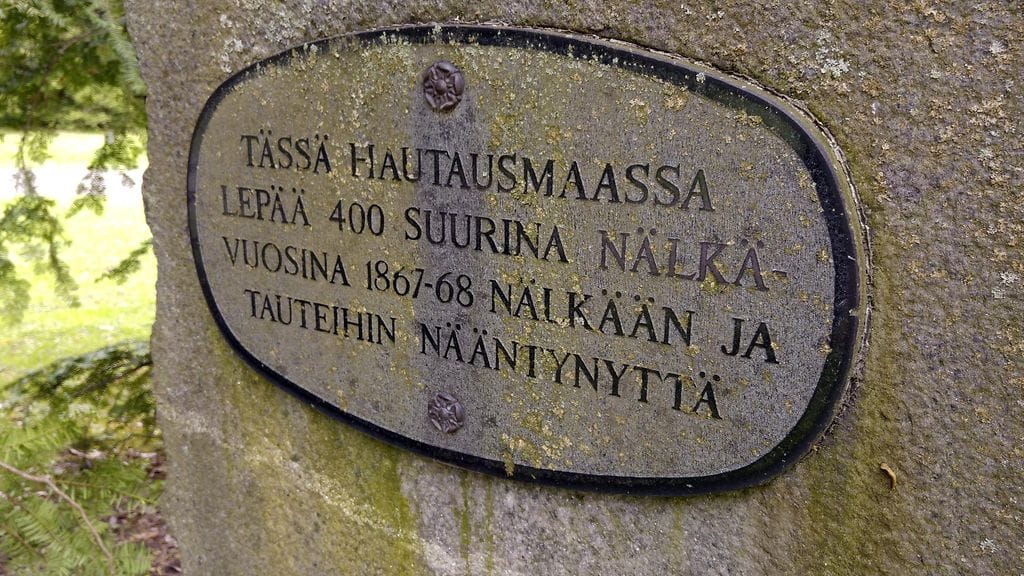 TÄSSÄ HAUTAUSMAASSA
LEPÄÄ 400 SUURINA NÄLKÄ-
VUOSINA 1867-68 NÄLKÄÄN JA
TAUTEIHIN NÄÄNTYNYTTÄ